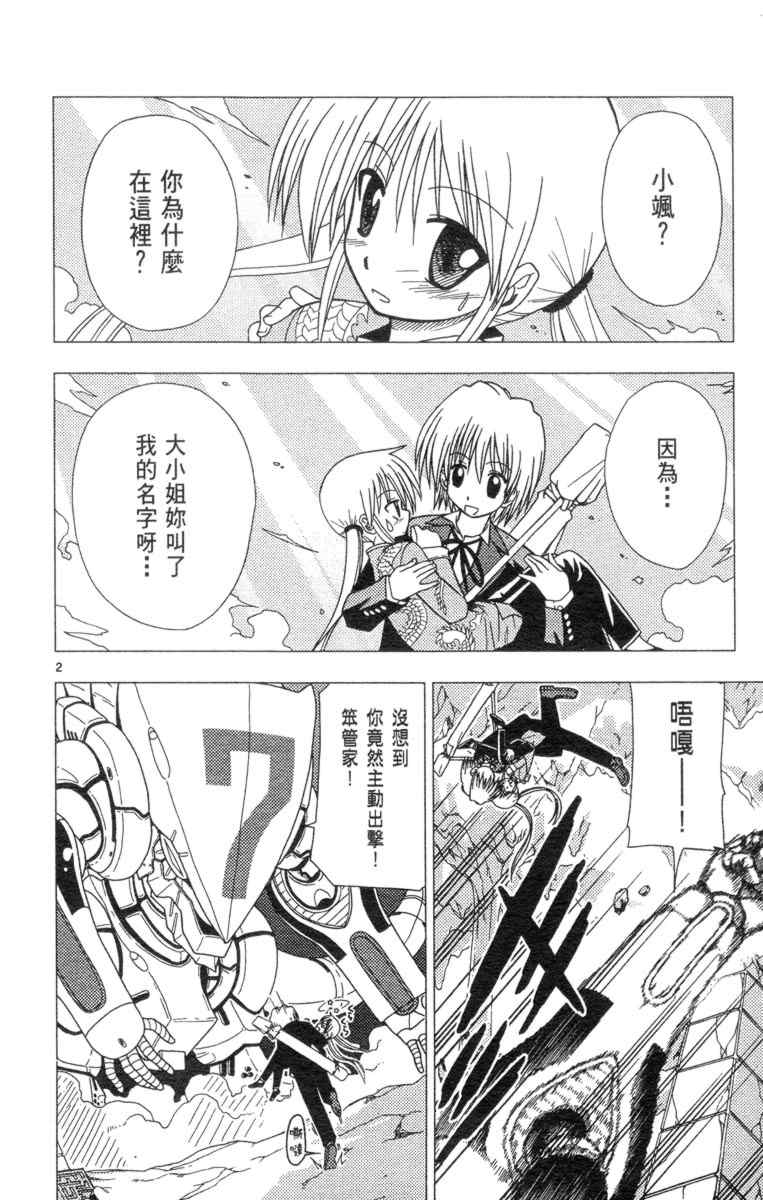 小颯?
你為什麼
在這裡?
因為…
大小姐妳叫了
我的名字呀…
2
唔嘎——!
沒想到
你竟然主動出擊!
笨管家!
7